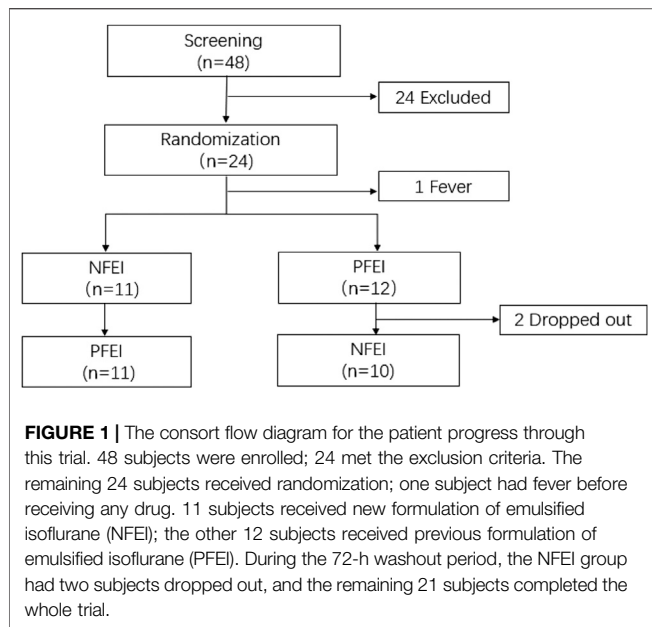 Screening
(n=48)
24 Excluded
Randomization
(n=24)
1 Fever
NFEI
(n=11)
PFEI
(n=12)
2 Dropped out
PFEI
(n=11)
NFEI
(n=10)
FIGURE 1 | The consort flow diagram for the patient progress through
this trial. 48 subjects were enrolled; 24 met the exclusion criteria. The
remaining 24 subjects received randomization; one subject had fever before
receiving any drug. 11 subjects received new formulation of emulsified
isoflurane (NFEI); the other 12 subjects received previous formulation of
emulsified isoflurane (PFEI). During the 72-h washout period, the NFEI group
had two subjects dropped out, and the remaining 21 subjects completed the
whole trial.